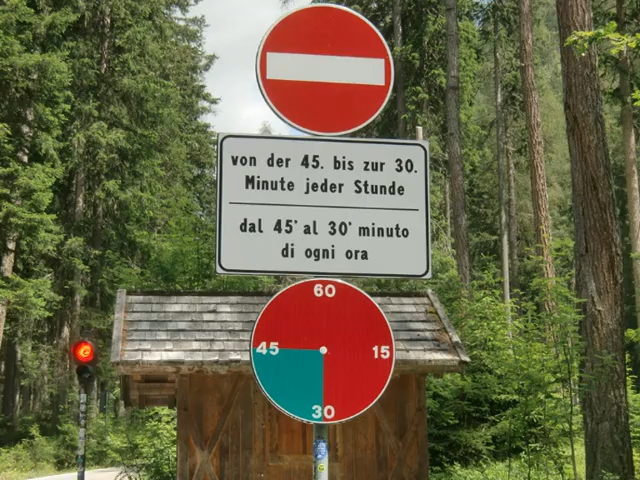 von der 45. bis zur 30.
Minute jeder Stunde
dal 45' al 30' minuto
di ogni ora
60
45 15
30